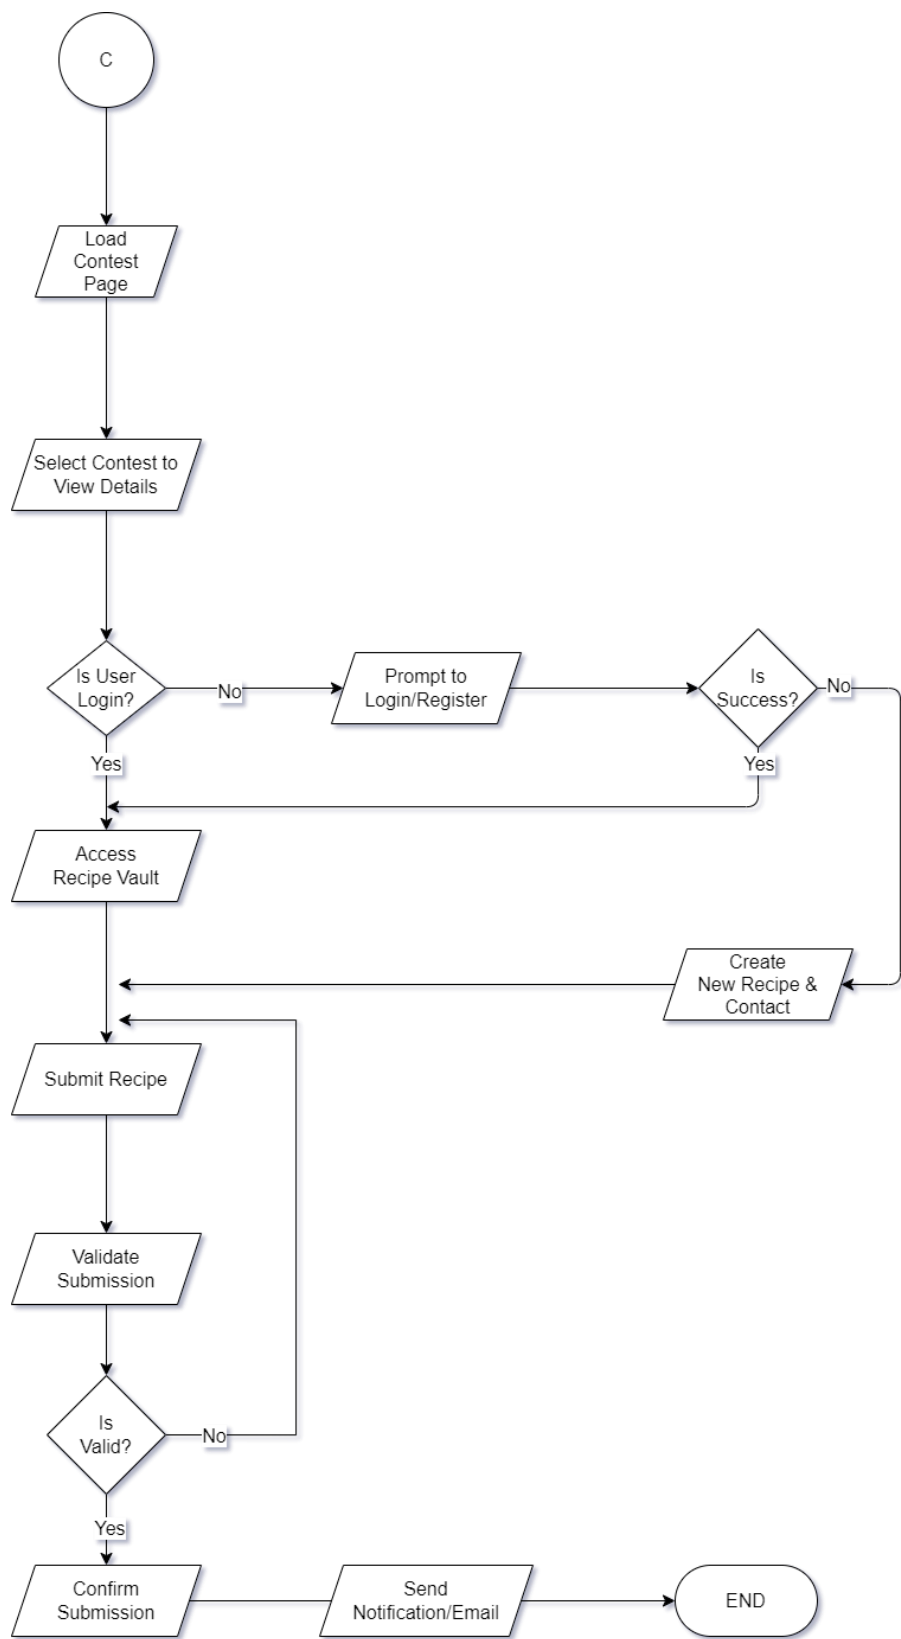 C
Load
Contest
Page
Select Contest to
View Details
Is User
Login?
No
Prompt to
Login/Register
Is
Success?
No
Yes
Yes
Access
Recipe Vault
Create
New Recipe &
Contact
Submit Recipe
Validate
Submission
Is
Valid?
No
Yes
Confirm
Submission
Send
Notification/Email
END